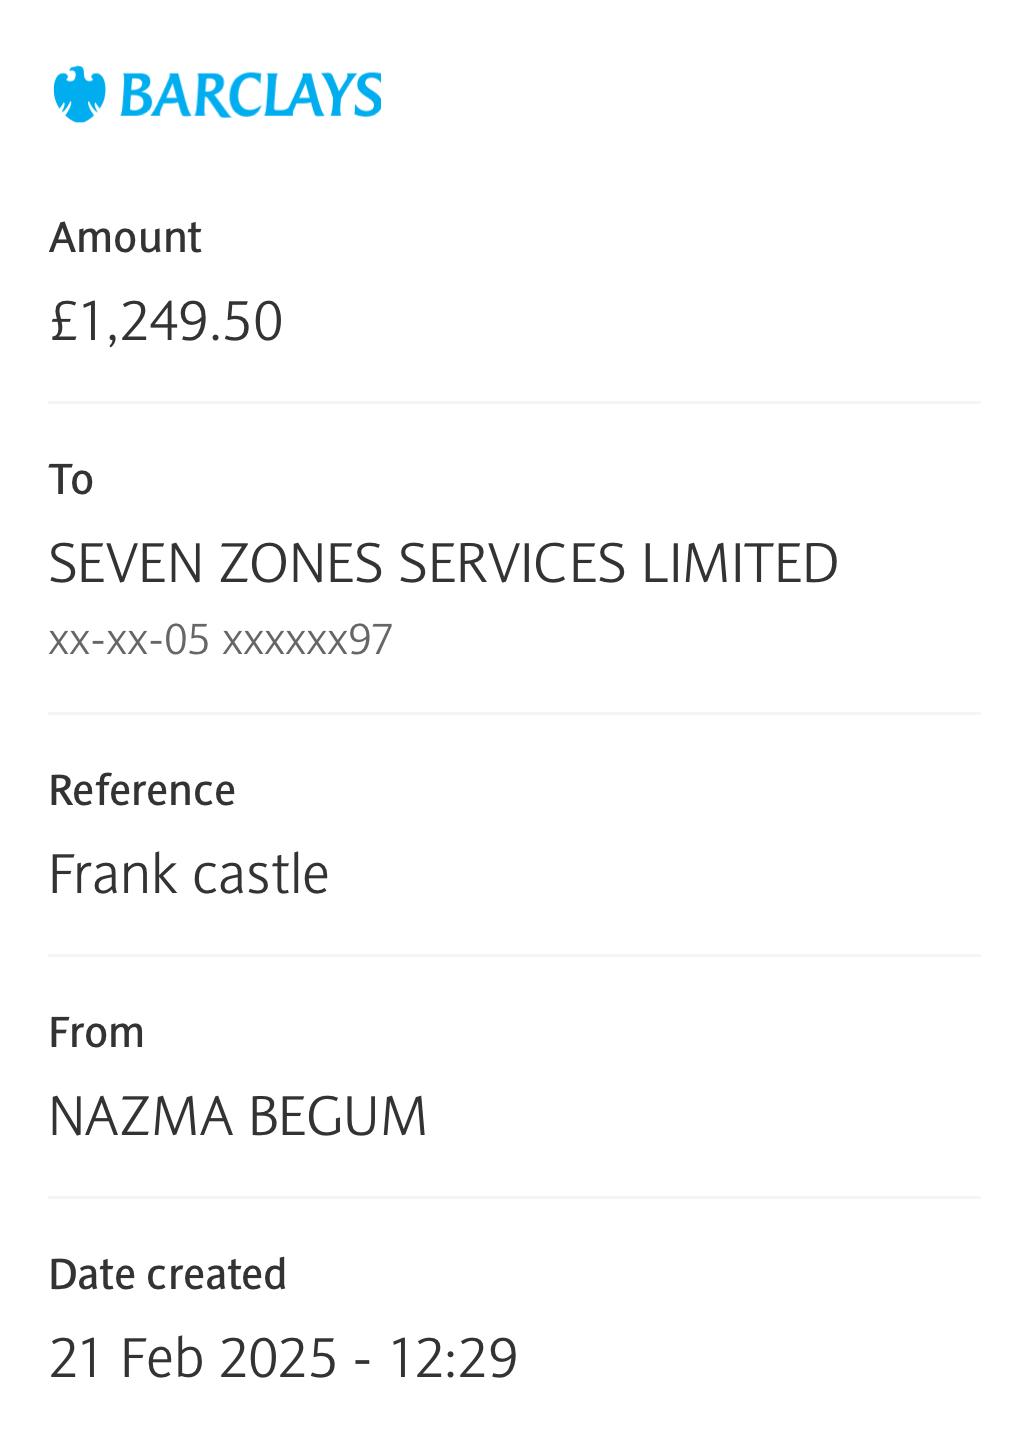 BARCLAYS
Amount
£1,249.50
To
SEVEN ZONES SERVICES LIMITED
xx-xx-05 xxxxxx97
Reference
Frank castle
From
NAZMA BEGUM
Date created
21 Feb 2025 - 12:29